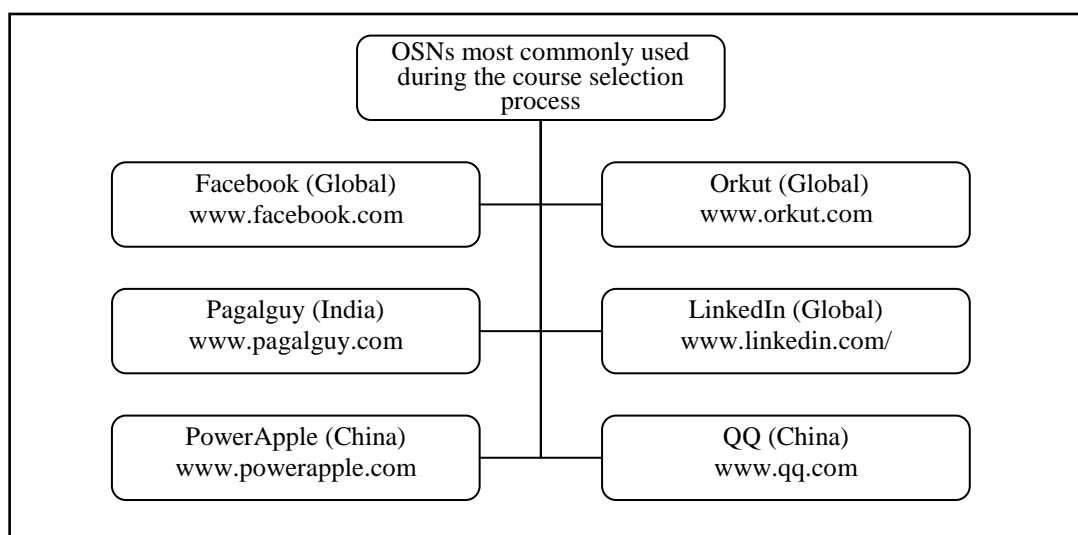 OSNs most commonly used
during the course selection
process
Facebook (Global)
www.facebook.com
Orkut (Global)
www.orkut.com
Pagalguy (India)
www.pagalguy.com
LinkedIn (Global)
www.linkedin.com/
PowerApple (China)
www.powerapple.com
QQ (China)
www.qq.com